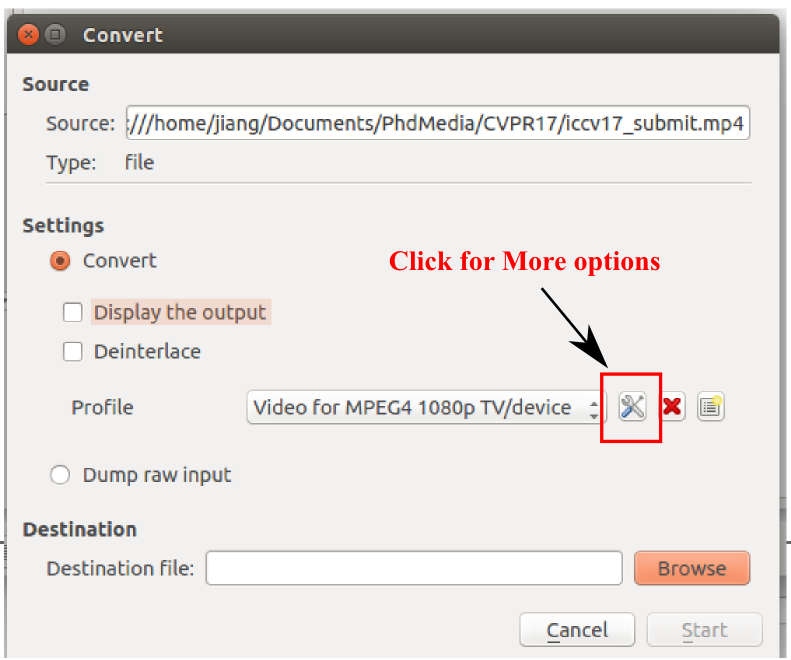 Convert
Source
Source: :///home/jiang/Documents/PhdMedia/CVPR17/iccv17_submit.mp4
Type: file
Settings
Convert
Click for More options
Display the output
Deinterlace
Profile Video for MPEG4 1080p TV/device
Dump raw input
Destination
Destination file: Browse
Cancel Start